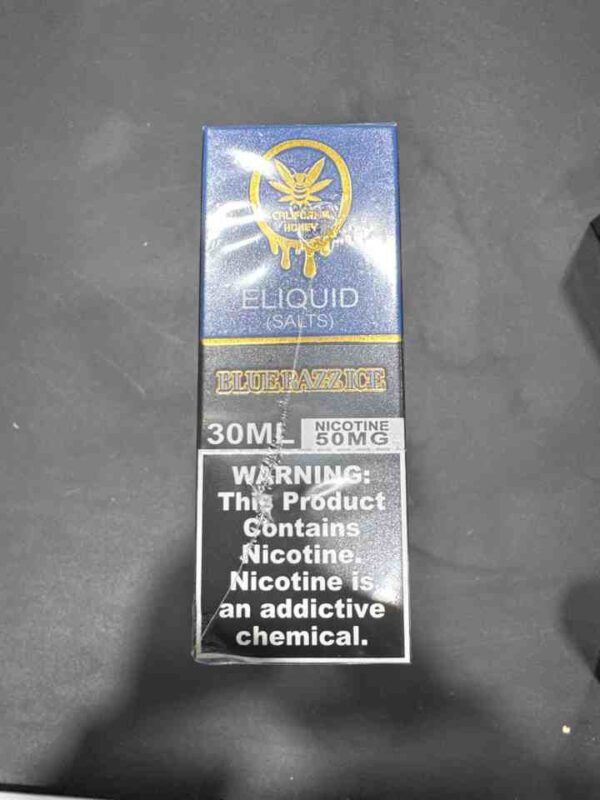 CALIFORNIA
HONEY
ELIQUID
(SALTS)
BLUE RAZZ ICE
30ML
NICOTINE
50MG
WARNING:
This Product
Contains
Nicotine.
Nicotine is
an addictive
chemical.